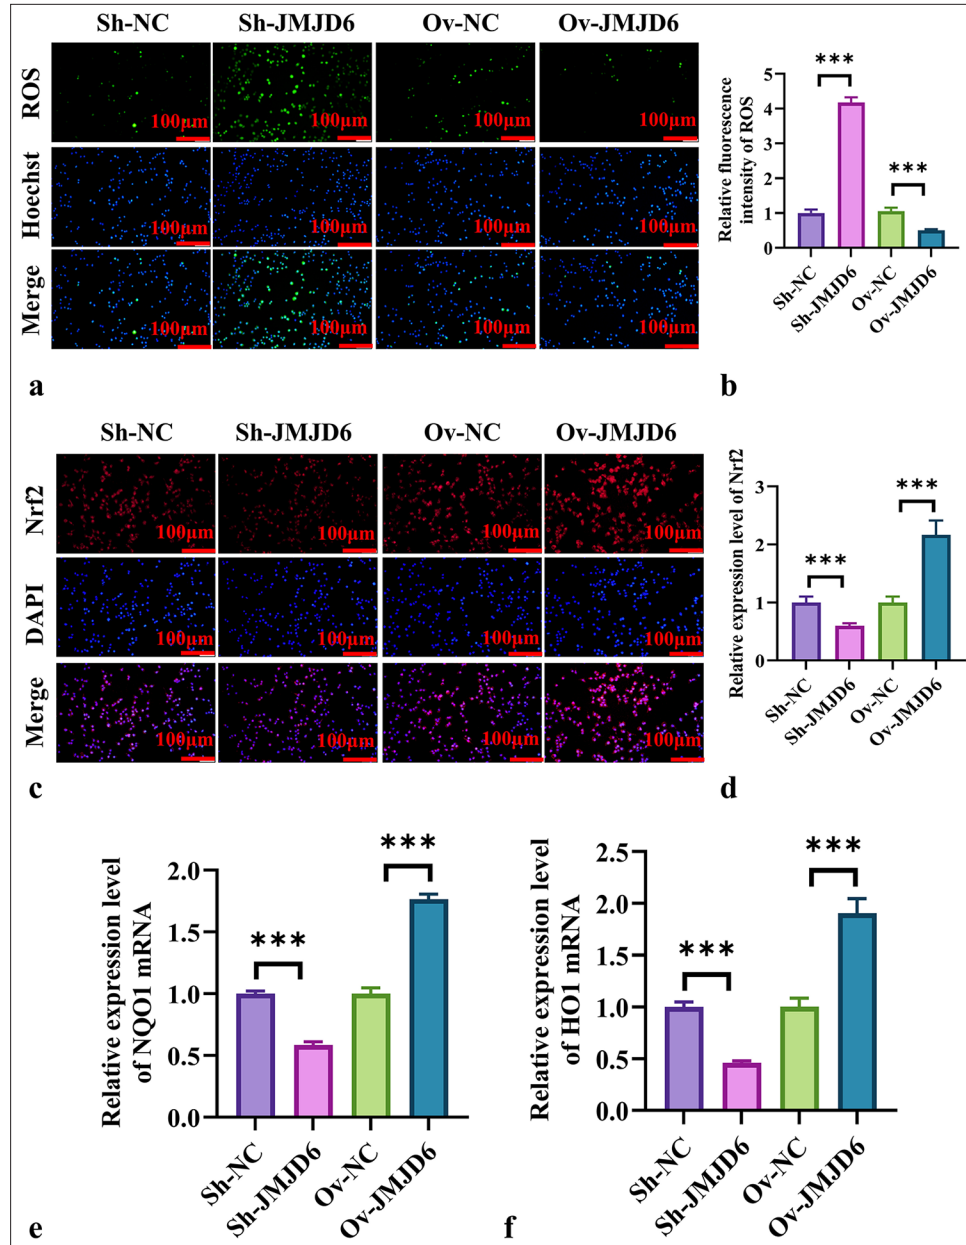 Sh-NC Sh-JMJD6 Ov-NC Ov-JMJD6
ROS
100μm 100μm 100μm 100μm
Hoechst
100μm 100μm 100μm 100μm
Merge
100μm 100μm 100μm 100μm
a
Relative fluorescence
intensity of ROS
5
4
3
2
1
0
***
***
Sh-NC
Sh-JMJD6
Ov-NC
Ov-JMJD6
b
Sh-NC Sh-JMJD6 Ov-NC Ov-JMJD6
Nrf2
100μm 100μm 100μm 100μm
DAPI
100μm 100μm 100μm 100μm
Merge
100μm 100μm 100μm 100μm
c
Relative expression level of Nrf2
3
2
1
0
***
***
Sh-NC
Sh-JMJD6
Ov-NC
Ov-JMJD6
d
Relative expression level
of NQO1 mRNA
2.0
1.5
1.0
0.5
0.0
***
***
Sh-NC
Sh-JMJD6
Ov-NC
Ov-JMJD6
e
Relative expression level
of HO1 mRNA
2.5
2.0
1.5
1.0
0.5
0.0
***
***
Sh-NC
Sh-JMJD6
Ov-NC
Ov-JMJD6
f